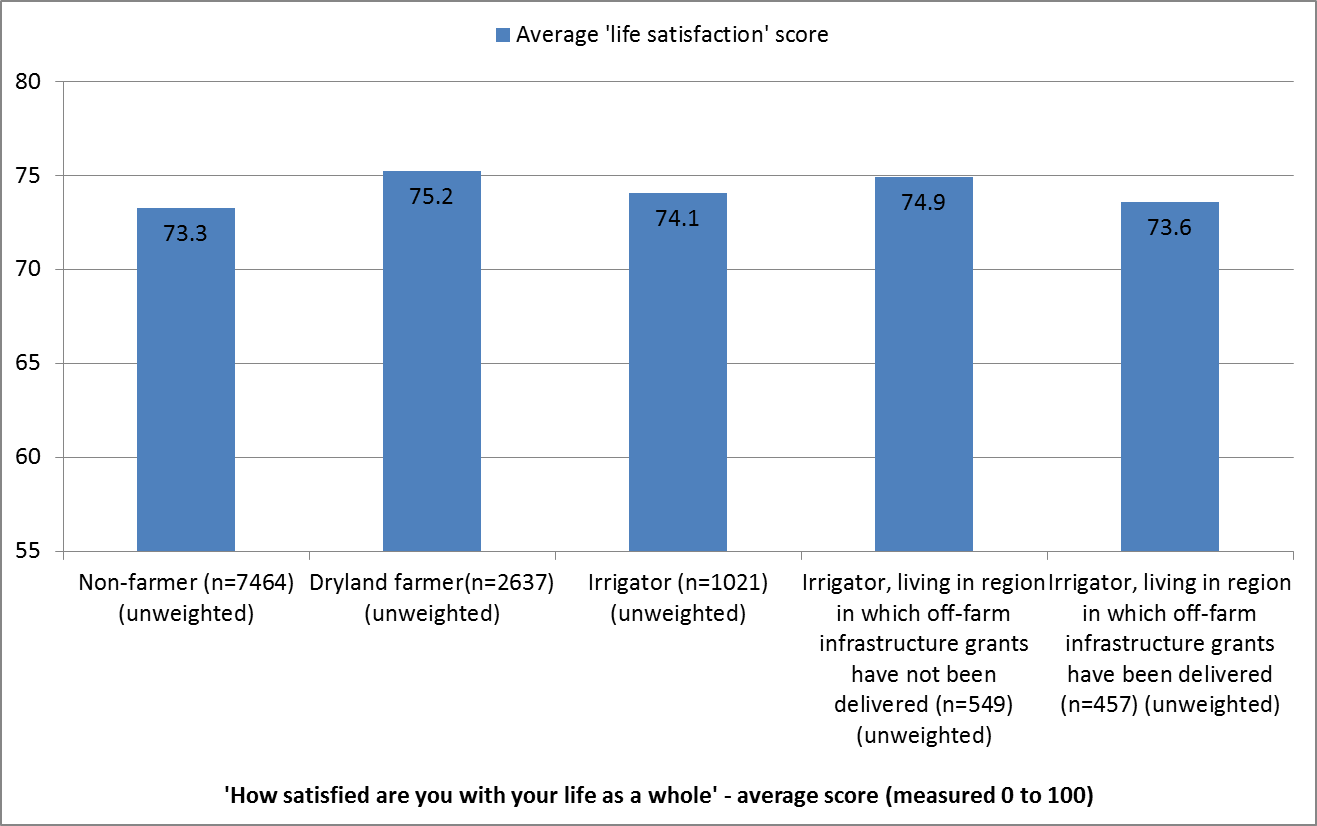 Average 'life satisfaction' score
80
75
70
65
60
55
73.3
75.2
74.1
74.9
73.6
Non-farmer (n=7464)
(unweighted)
Dryland farmer(n=2637)
(unweighted)
Irrigator (n=1021)
(unweighted)
Irrigator, living in region
in which off-farm
infrastructure grants
have not been
delivered (n=549)
(unweighted)
Irrigator, living in region
in which off-farm
infrastructure grants
have been delivered
(n=457) (unweighted)
'How satisfied are you with your life as a whole' - average score (measured 0 to 100)